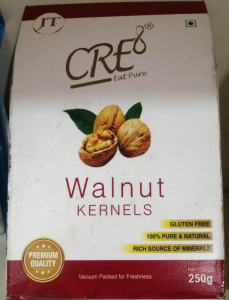 JT
CRE8®
Eat Pure
Walnut
KERNELS
GLUTEN FREE
100% PURE & NATURAL
RICH SOURCE OF MINERALS
PREMIUM
QUALITY
250g
Vacuum Packed for Freshness